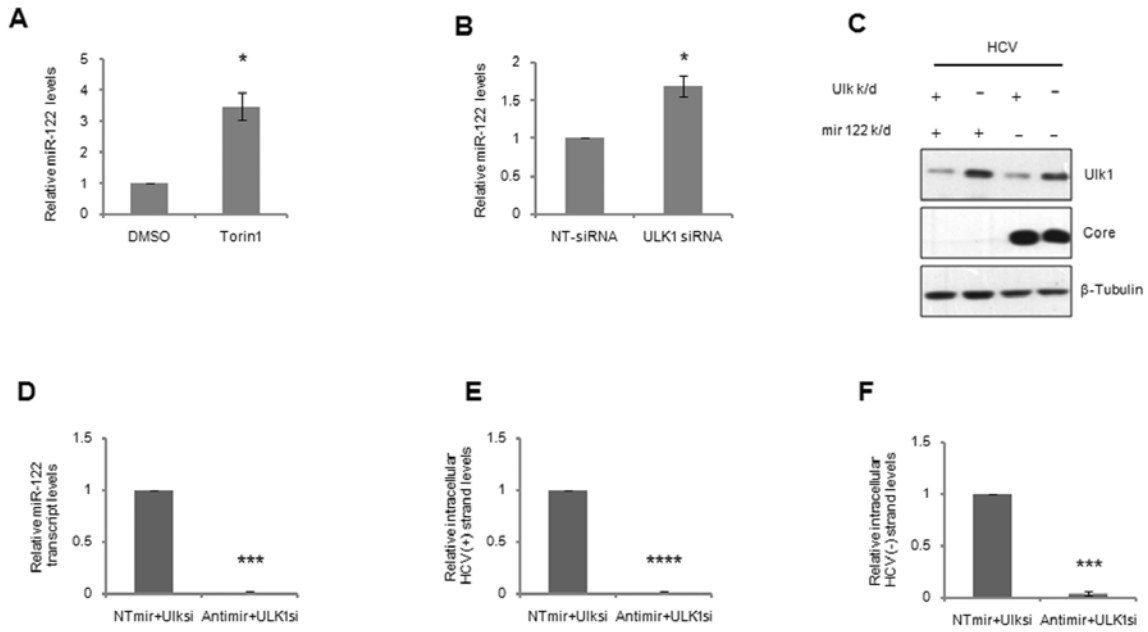 A
Relative miR-122 levels
5
4
3
2
1
0
*
DMSO
Torin1
B
Relative miR-122 levels
2
1.5
1
0.5
0
*
NT-siRNA
ULK1 siRNA
C
HCV
Ulk k/d
+ − + −
mir 122 k/d
+ + − −
Ulk1
Core
β-Tubulin
D
Relative miR-122
transcript levels
1.5
1
0.5
0
***
NTmir+Ulksi
Antimir+ULK1si
E
Relative intracellular
HCV (+) strand levels
1.5
1
0.5
0
****
NTmir+Ulksi
Antimir+ULK1si
F
Relative intracellular
HCV (-) strand levels
1.5
1
0.5
0
***
NTmir+Ulksi
Antimir+ULK1si